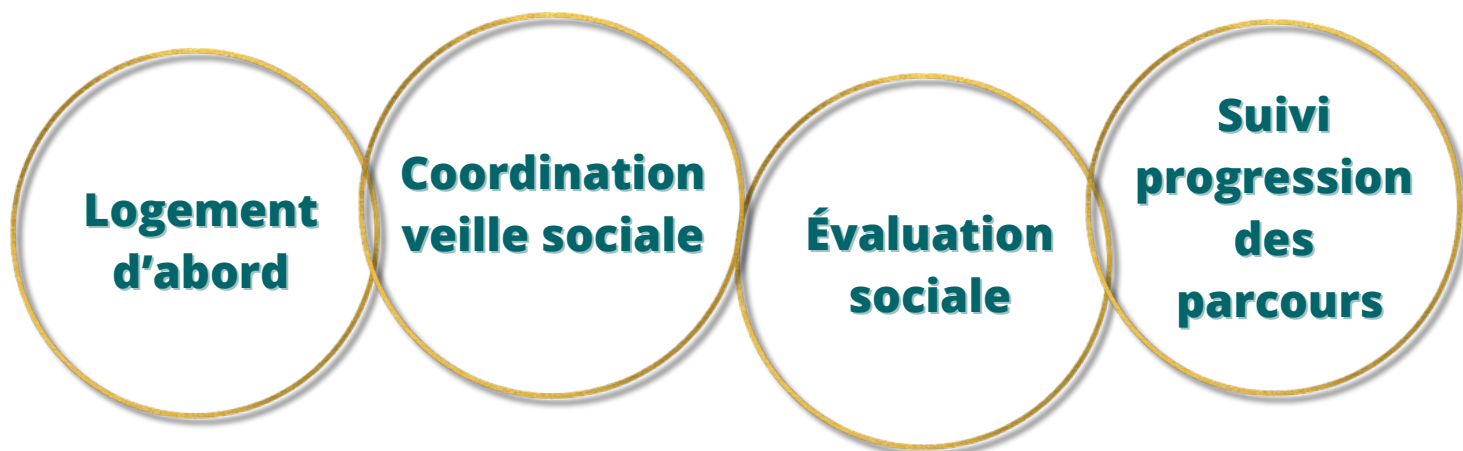 Logement
d’abord
Coordination
veille sociale
Évaluation
sociale
Suivi
progression
des
parcours